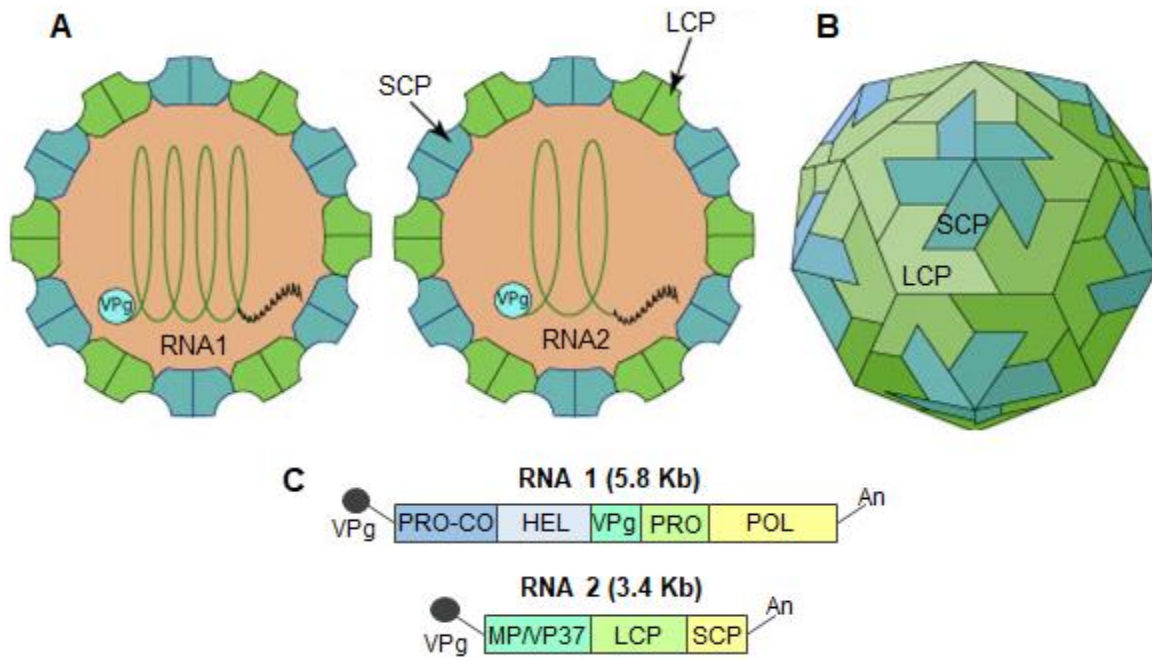 A
SCP
LCP
B
VPg
RNA1
VPg
RNA2
SCP
LCP
C
RNA 1 (5.8 Kb)
VPg
PRO-CO HEL VPg PRO POL
An
RNA 2 (3.4 Kb)
VPg
MP/VP37 LCP SCP
An